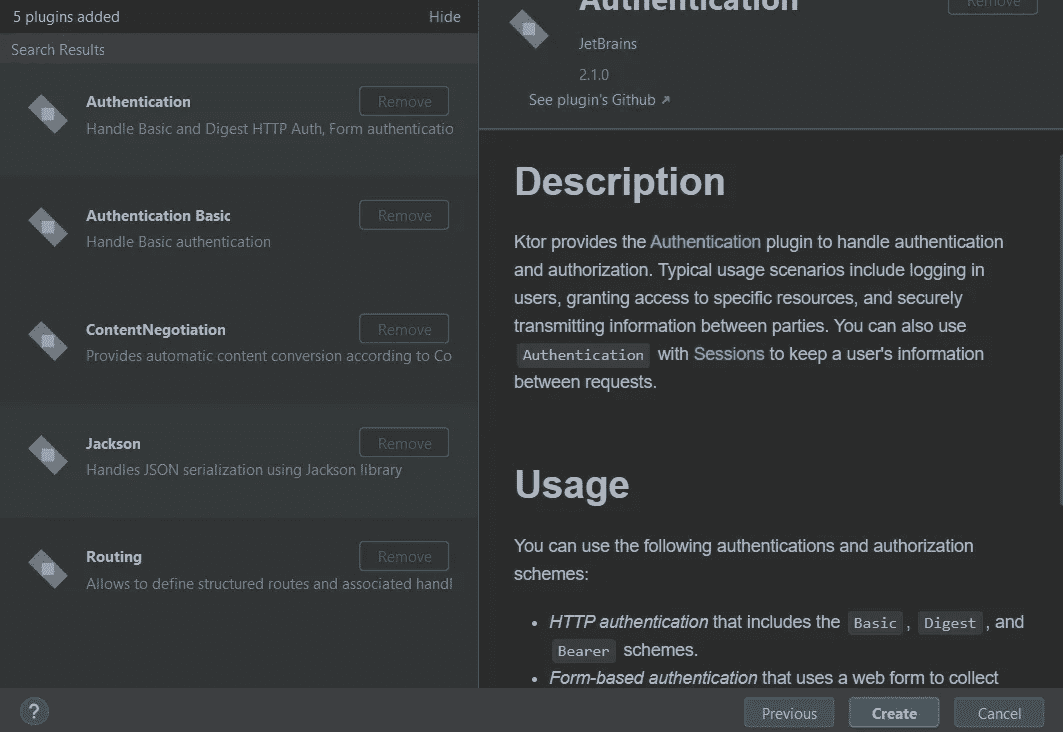 5 plugins added
Hide
Search Results
Authentication
Remove
Handle Basic and Digest HTTP Auth, Form authenticatio
Authentication Basic
Remove
Handle Basic authentication
ContentNegotiation
Remove
Provides automatic content conversion according to Co
Jackson
Remove
Handles JSON serialization using Jackson library
Routing
Remove
Allows to define structured routes and associated handl
Authentication
Remove
JetBrains
2.1.0
See plugin's Github ↗
Description
Ktor provides the Authentication plugin to handle authentication
and authorization. Typical usage scenarios include logging in
users, granting access to specific resources, and securely
transmitting information between parties. You can also use
Authentication with Sessions to keep a user's information
between requests.
Usage
You can use the following authentications and authorization
schemes:
• HTTP authentication that includes the Basic, Digest, and
Bearer schemes.
• Form-based authentication that uses a web form to collect
?
Previous
Create
Cancel